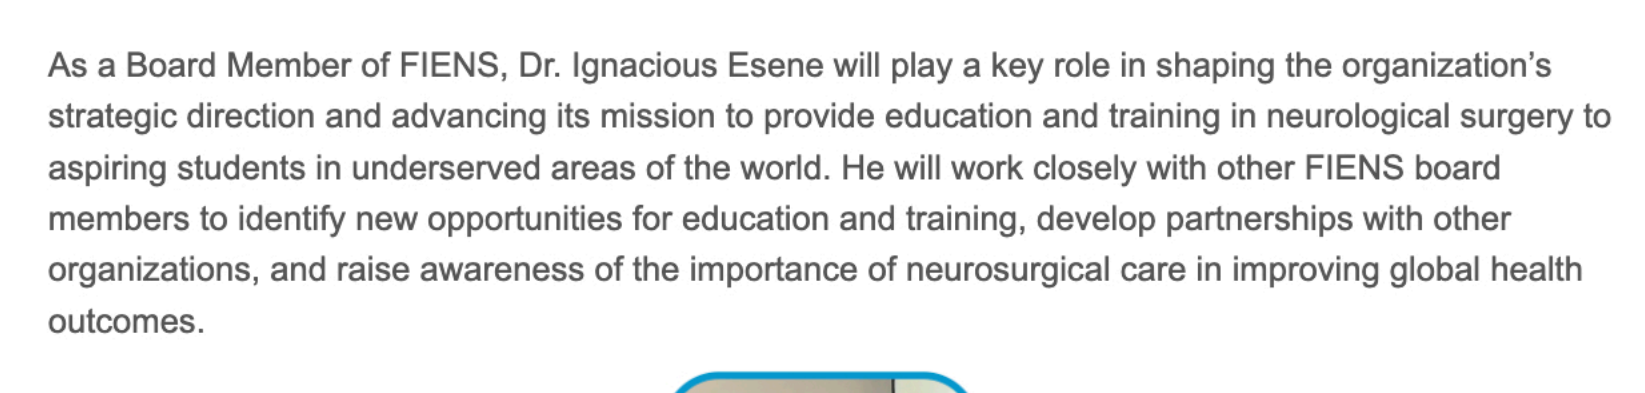 As a Board Member of FIENS, Dr. Ignacious Esene will play a key role in shaping the organization’s
strategic direction and advancing its mission to provide education and training in neurological surgery to
aspiring students in underserved areas of the world. He will work closely with other FIENS board
members to identify new opportunities for education and training, develop partnerships with other
organizations, and raise awareness of the importance of neurosurgical care in improving global health
outcomes.